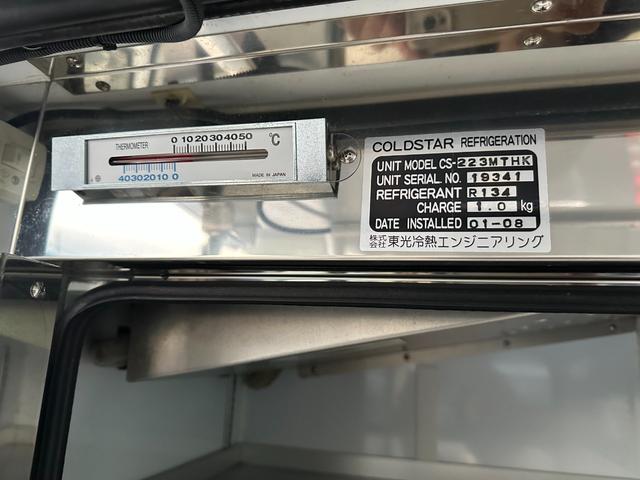 THERMOMETER
0 10 20 30 40 50 ℃
40 30 20 10 0
MADE IN JAPAN
COLDSTAR REFRIGERATION
UNIT MODEL CS-223MTHK
UNIT SERIAL NO. 19341
REFRIGERANT R134
CHARGE 1.0 kg
DATE INSTALLED 01-08
株式会社 東光冷熱エンジニアリング